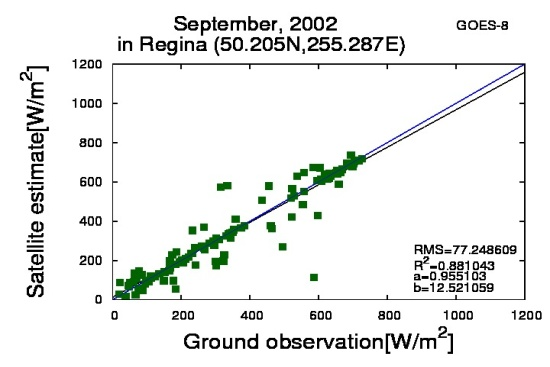 September, 2002
GOES-8
in Regina (50.205N,255.287E)
Satellite estimate[W/m²]
1200
1000
800
600
400
200
0
RMS=77.248609
R²=0.881043
a=0.955103
b=12.521059
0 200 400 600 800 1000 1200
Ground observation[W/m²]